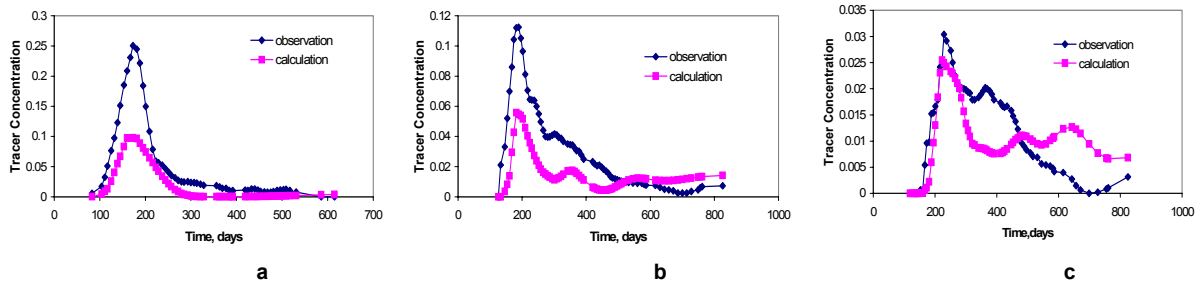 0.3
0.25
0.2
0.15
0.1
0.05
0
Tracer Concentration
0 100 200 300 400 500 600 700
Time, days
observation
calculation
a
0.12
0.1
0.08
0.06
0.04
0.02
0
Tracer Concentration
0 200 400 600 800 1000
Time, days
observation
calculation
b
0.035
0.03
0.025
0.02
0.015
0.01
0.005
0
Tracer Concentration
0 200 400 600 800 1000
Time,days
observation
calculation
c